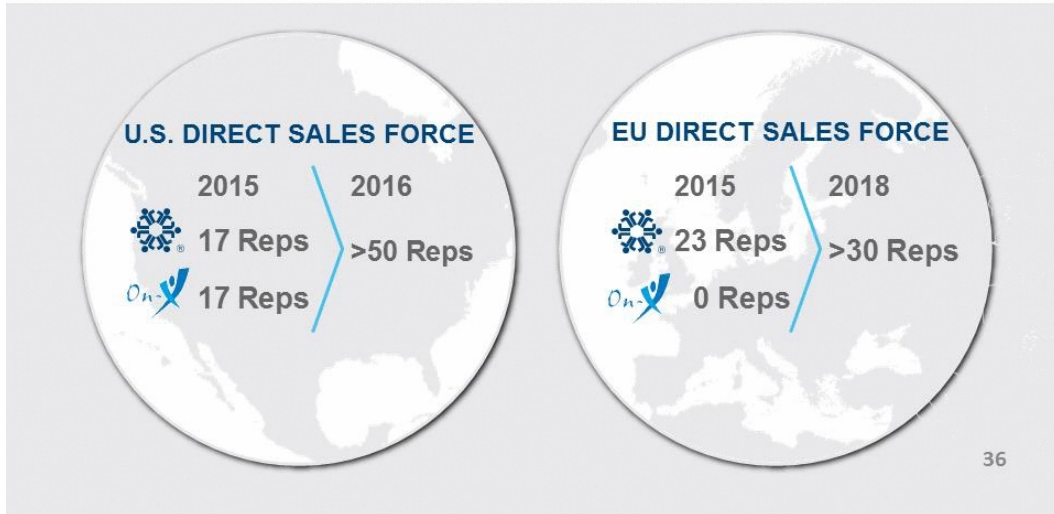 U.S. DIRECT SALES FORCE
2015 2016
® 17 Reps
>50 Reps
On-X 17 Reps
EU DIRECT SALES FORCE
2015 2018
® 23 Reps
>30 Reps
On-X 0 Reps
36